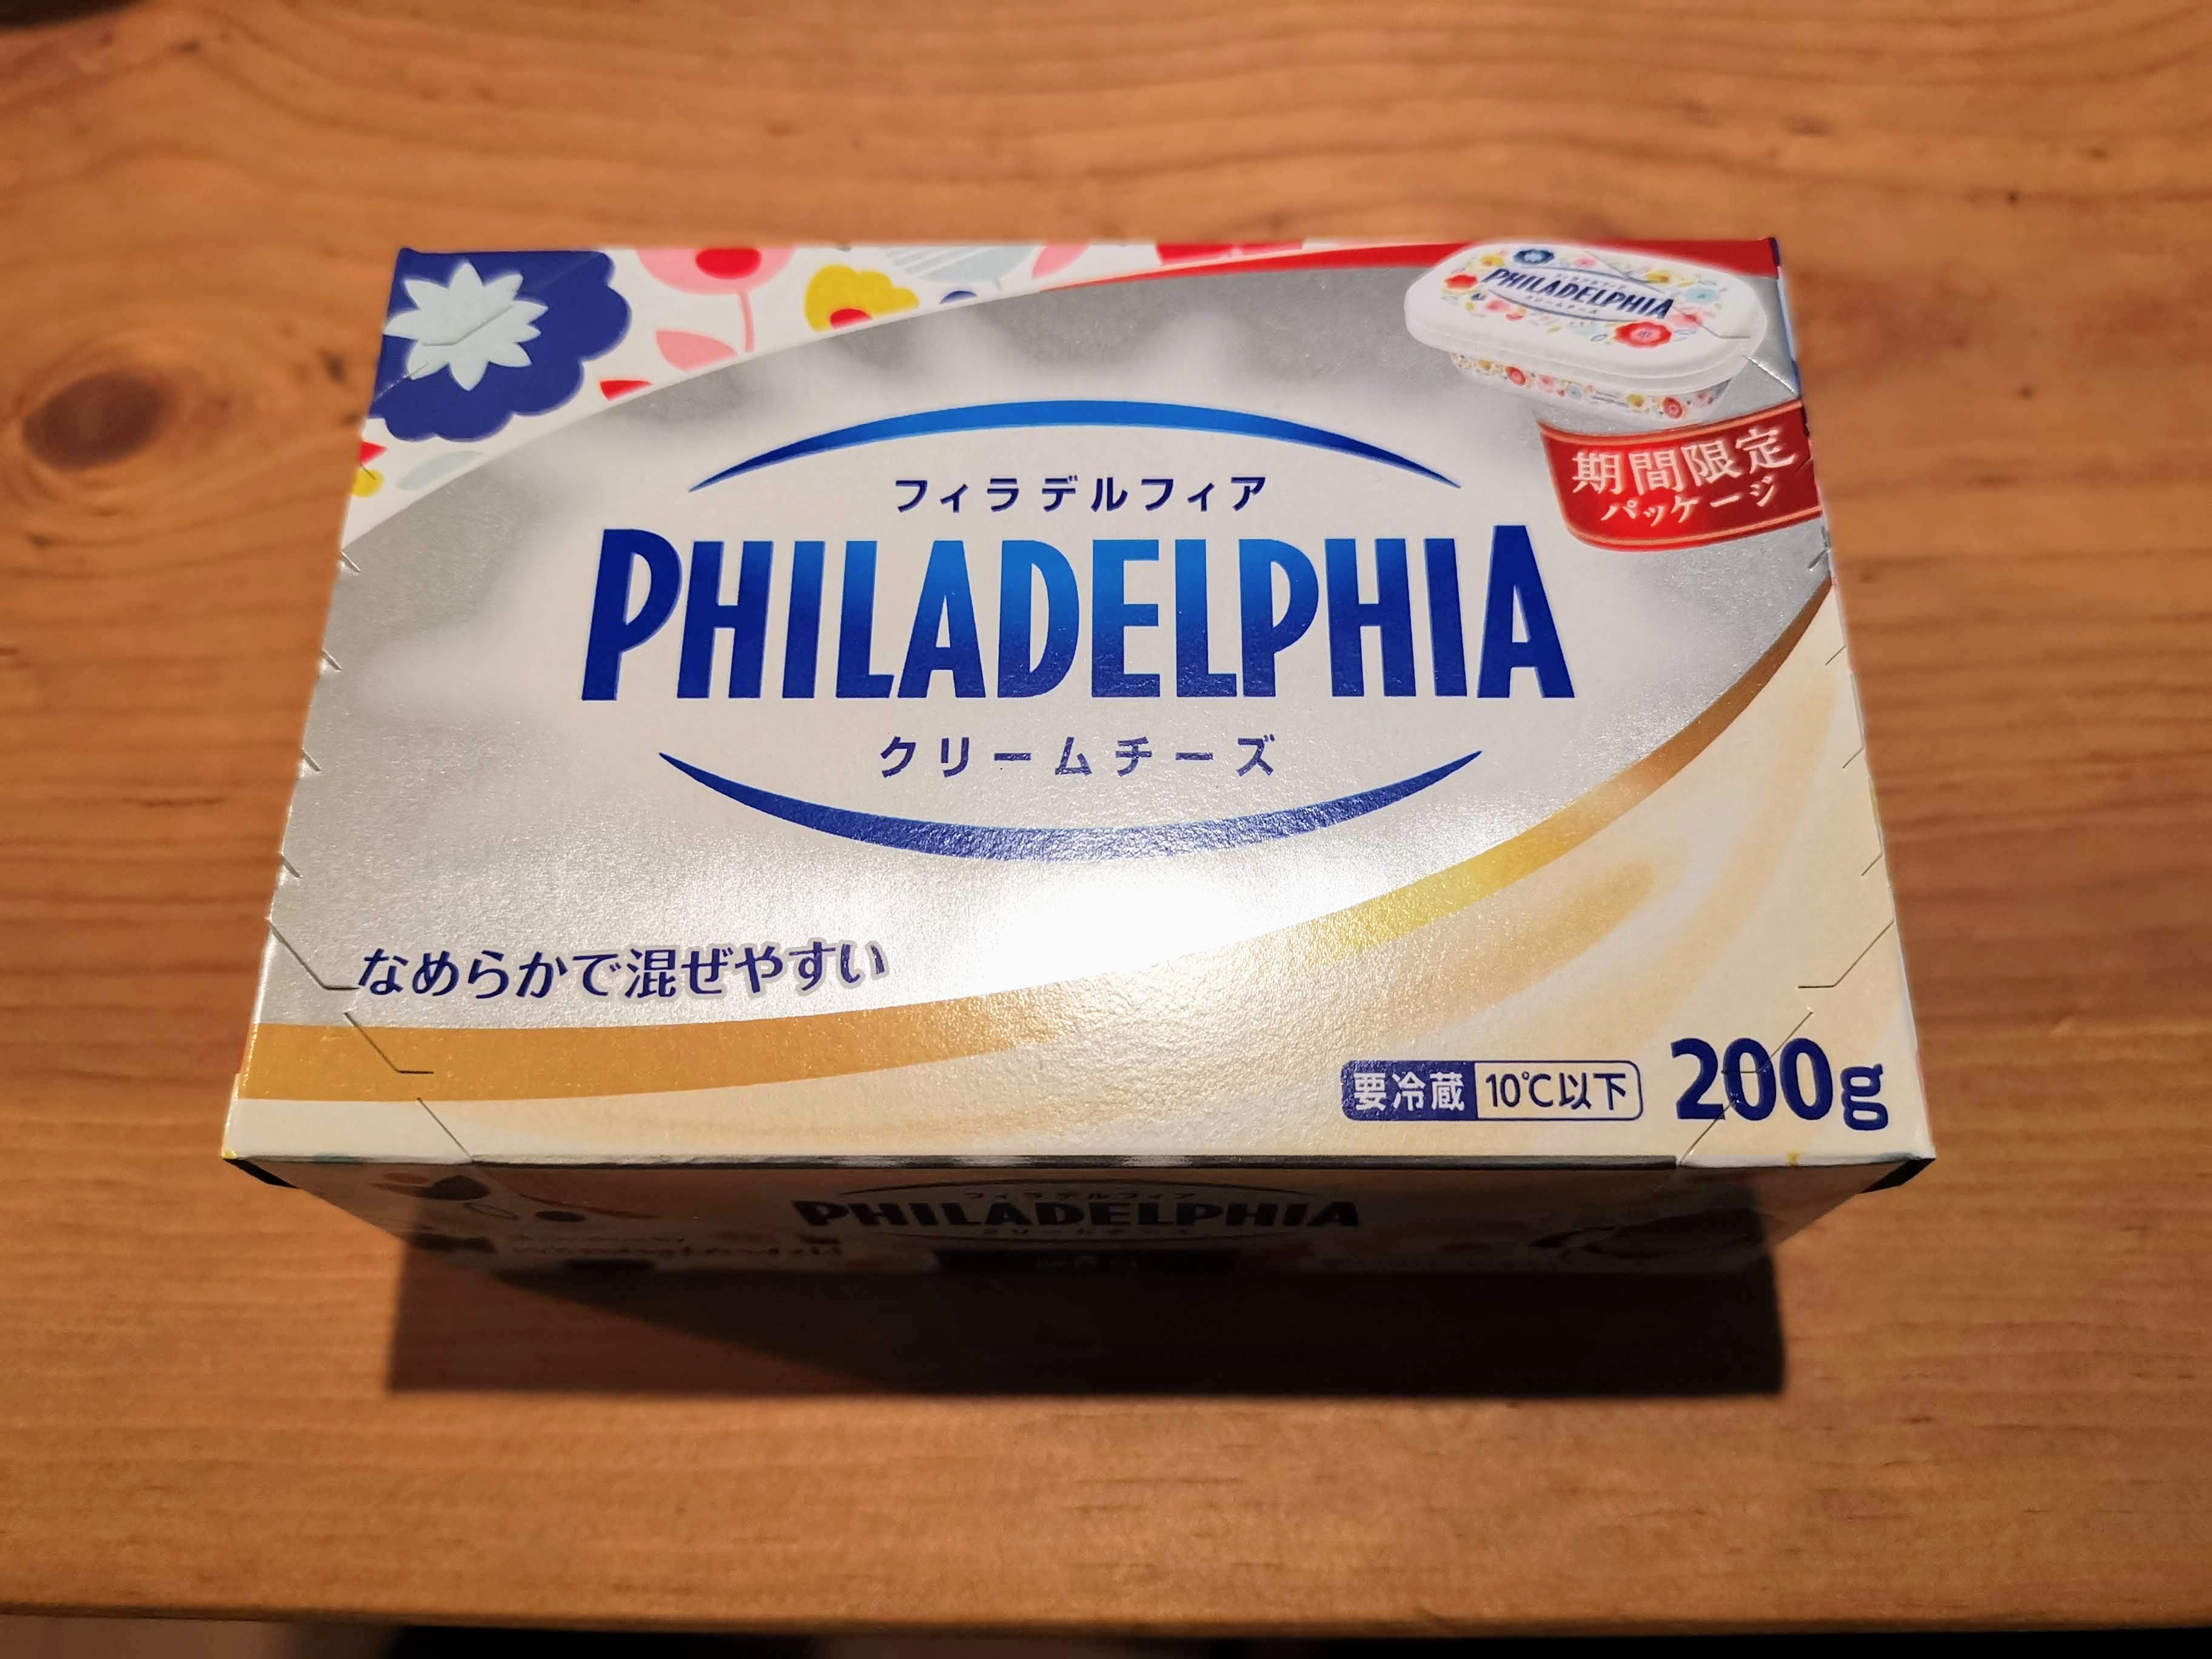 PHILADELPHIA
期間限定
パッケージ
フィラデルフィア
PHILADELPHIA
クリームチーズ
なめらかで混ぜやすい
要冷蔵 10℃以下 200g
フィラデルフィア
PHILADELPHIA